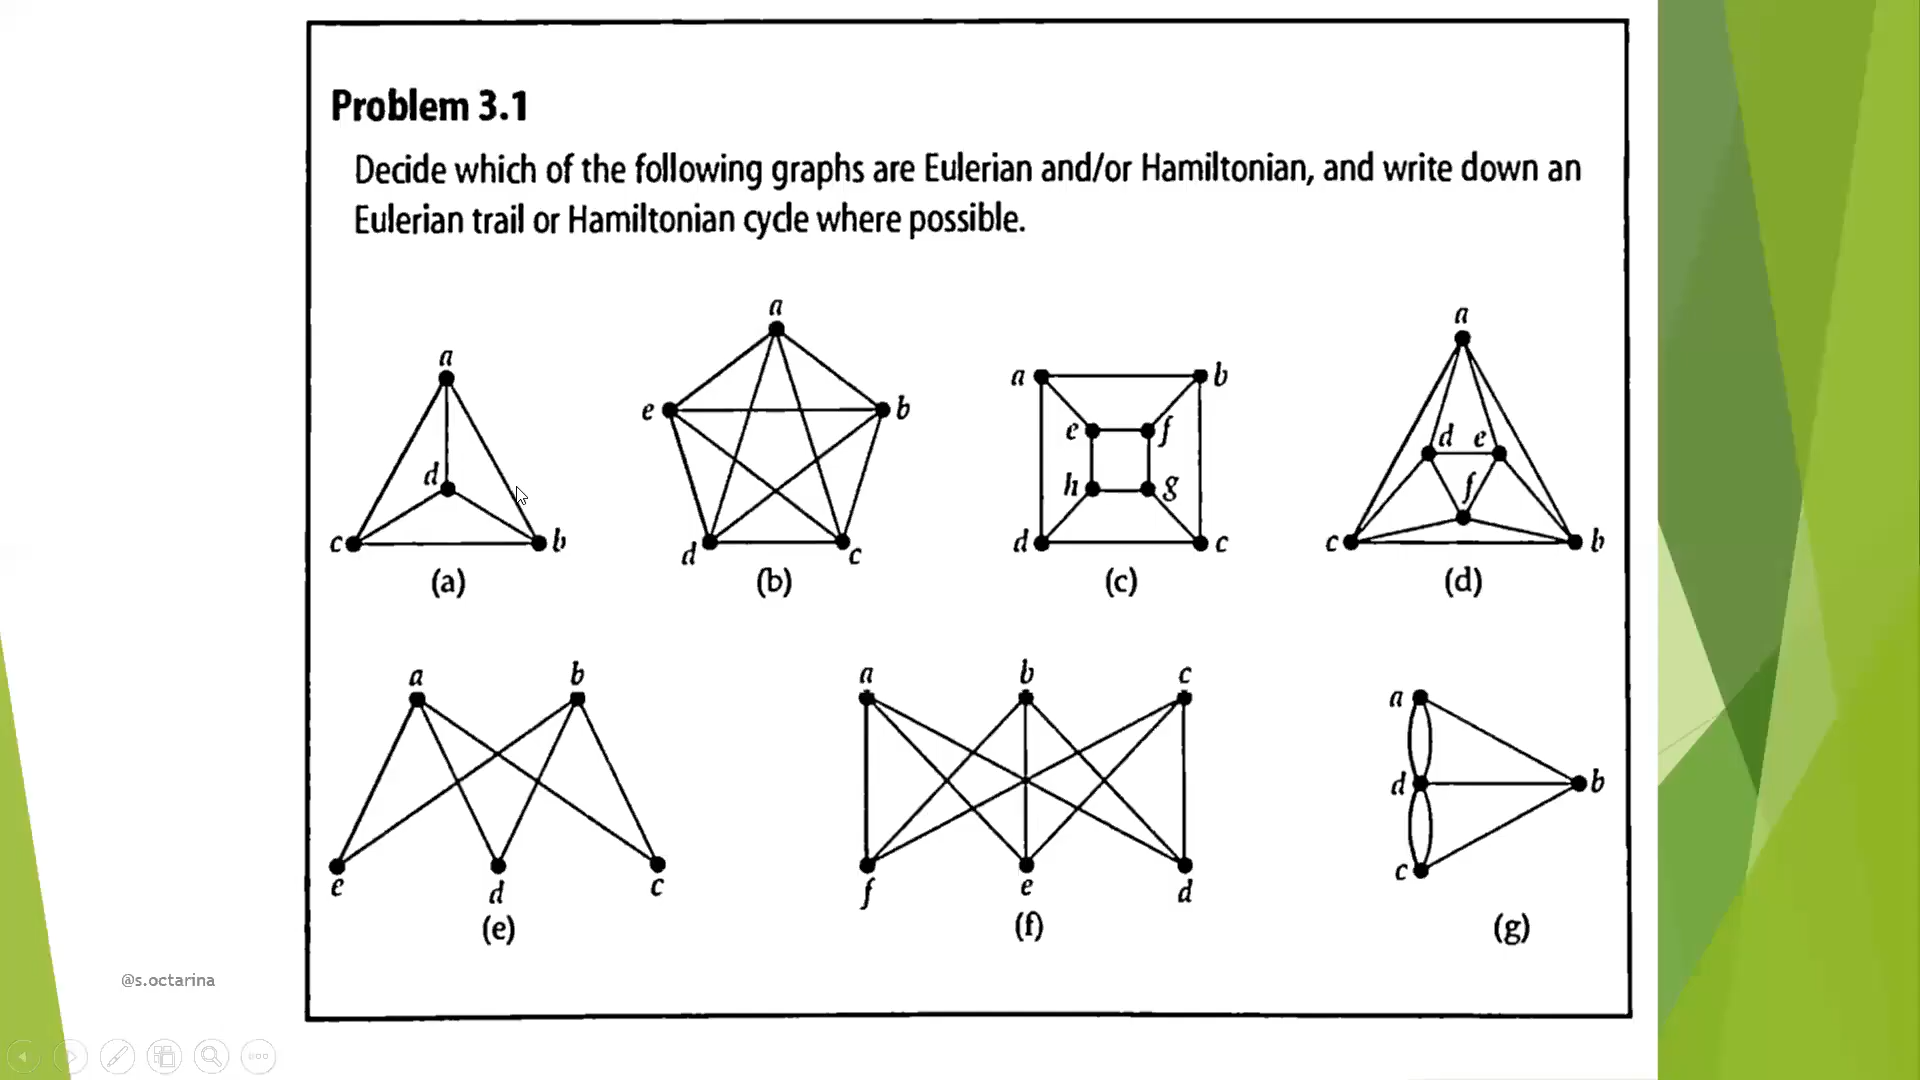 Problem 3.1
Decide which of the following graphs are Eulerian and/or Hamiltonian, and write down an
Eulerian trail or Hamiltonian cycle where possible.
a
d
c
b
(a)
a
e
b
d
c
(b)
a
b
e
f
h
g
d
c
(c)
a
d
e
f
c
b
(d)
a
b
e
d
c
(e)
a
b
c
f
e
d
(f)
a
d
b
c
(g)
@s.octarina